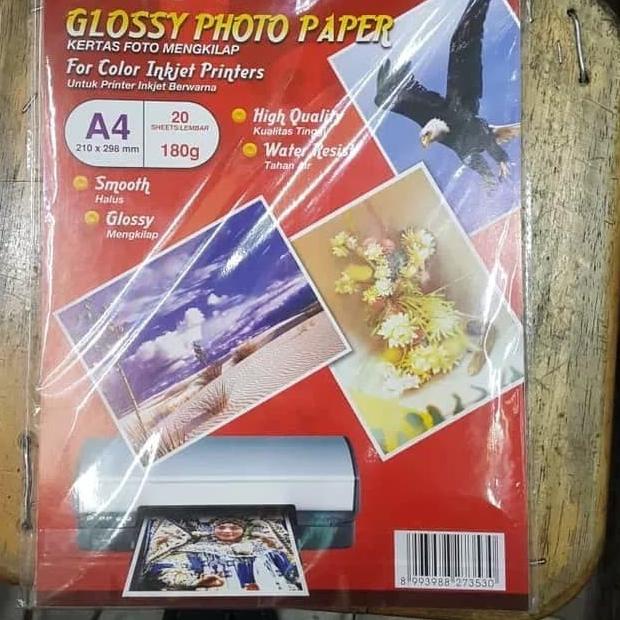 GLOSSY PHOTO PAPER
KERTAS FOTO MENGKILAP
For Color Inkjet Printers
Untuk Printer Inkjet Berwarna
A4
210 x 298 mm
20
SHEETS/LEMBAR
180g
High Quality
Kualitas Tinggi
Water Resist
Tahan Air
Smooth
Halus
Glossy
Mengkilap
8 993988 273530